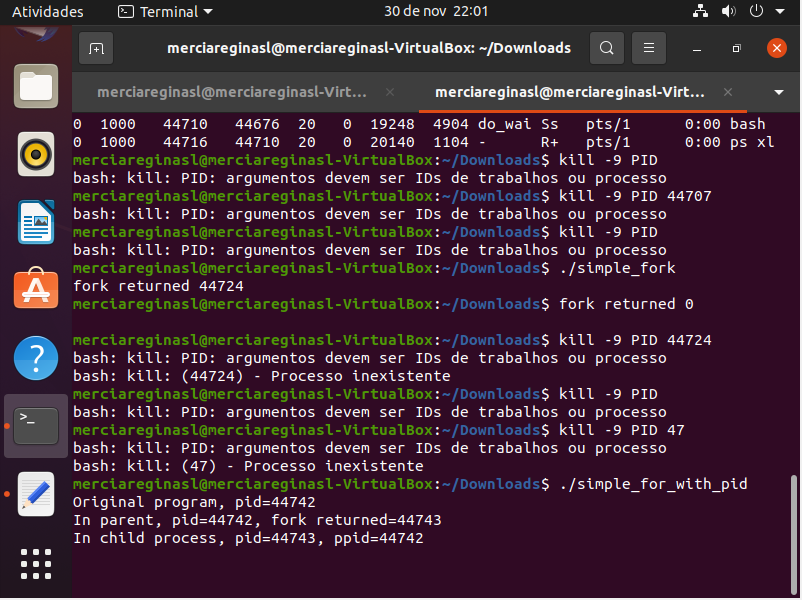 Atividades Terminal 30 de nov 22:01
merciareginasl@merciareginasl-VirtualBox: ~/Downloads
merciareginasl@merciareginasl-Virt... merciareginasl@merciareginasl-Virt...
0 1000 44710 44676 20 0 19248 4904 do_wai Ss pts/1 0:00 bash
0 1000 44716 44710 20 0 20140 1104 - R+ pts/1 0:00 ps xl
merciareginasl@merciareginasl-VirtualBox:~/Downloads$ kill -9 PID
bash: kill: PID: argumentos devem ser IDs de trabalhos ou processo
merciareginasl@merciareginasl-VirtualBox:~/Downloads$ kill -9 PID 44707
bash: kill: PID: argumentos devem ser IDs de trabalhos ou processo
merciareginasl@merciareginasl-VirtualBox:~/Downloads$ kill -9 PID
bash: kill: PID: argumentos devem ser IDs de trabalhos ou processo
merciareginasl@merciareginasl-VirtualBox:~/Downloads$ ./simple_fork
fork returned 44724
merciareginasl@merciareginasl-VirtualBox:~/Downloads$ fork returned 0
merciareginasl@merciareginasl-VirtualBox:~/Downloads$ kill -9 PID 44724
bash: kill: PID: argumentos devem ser IDs de trabalhos ou processo
bash: kill: (44724) - Processo inexistente
merciareginasl@merciareginasl-VirtualBox:~/Downloads$ kill -9 PID
bash: kill: PID: argumentos devem ser IDs de trabalhos ou processo
merciareginasl@merciareginasl-VirtualBox:~/Downloads$ kill -9 PID 47
bash: kill: PID: argumentos devem ser IDs de trabalhos ou processo
bash: kill: (47) - Processo inexistente
merciareginasl@merciareginasl-VirtualBox:~/Downloads$ ./simple_for_with_pid
Original program, pid=44742
In parent, pid=44742, fork returned=44743
In child process, pid=44743, ppid=44742